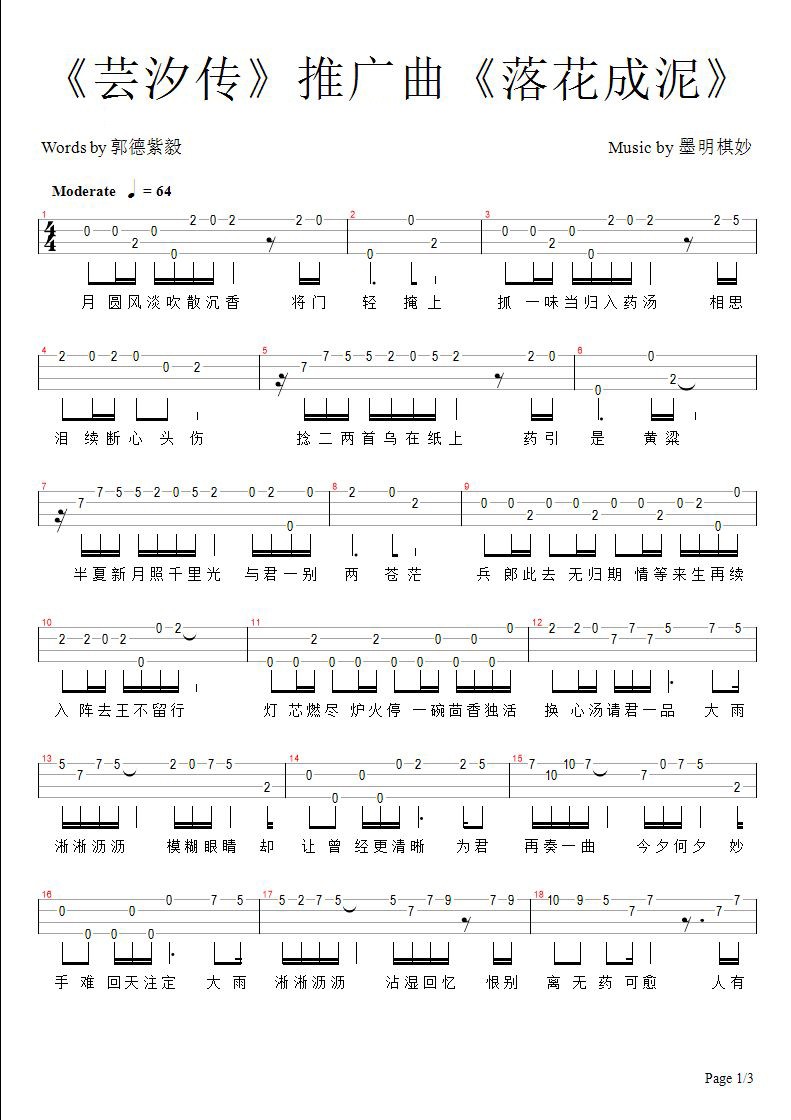 《芸汐传》推广曲《落花成泥》
Words by 郭德紫毅 Music by 墨明棋妙
Moderate ♩ = 64
1 2 3
4/4 0 0 2 0 0 2 0 2 2 0 0 0 2 0 0 2 0 0 2 0 2 2 5
月 圆风淡吹散沉香 将门 轻 掩上 抓 一味当归入药汤 相思
4 5 6
2 0 2 0 0 2 7 7 5 5 2 0 5 2 2 0 0 0 2
泪 续断心 头 伤 捻二两首乌在纸上 药引 是 黄粱
7 8 9
7 7 5 5 2 0 5 2 0 2 0 0 2 0 2 0 0 2 0 0 2 0 0 2 0 2 0 0
半夏新月照千里光 与君一别 两 苍茫 兵 郎此去 无归期 情等来生再续
10 11 12
2 2 0 2 0 0 2 0 0 2 0 0 2 0 0 0 0 0 0 0 2 2 0 7 7 7 5 7 5
入 阵去王不留行 灯 芯燃尽 炉火停 一碗茴香独活 换 心汤请君一品 大雨
13 14 15
5 7 7 5 2 0 7 5 2 0 0 0 0 0 2 2 5 7 10 10 7 7 0 7 5 2
淅淅沥沥 模糊眼睛 却 让 曾 经更清晰 为君 再奏一曲 今夕何夕 妙
16 17 18
0 0 0 0 0 0 7 5 5 2 7 5 5 7 7 9 7 9 10 9 5 7 7 7 7
手 难 回天注定 大雨 淅淅沥沥 沾湿回忆 恨别 离 无 药可愈 人有
Page 1/3